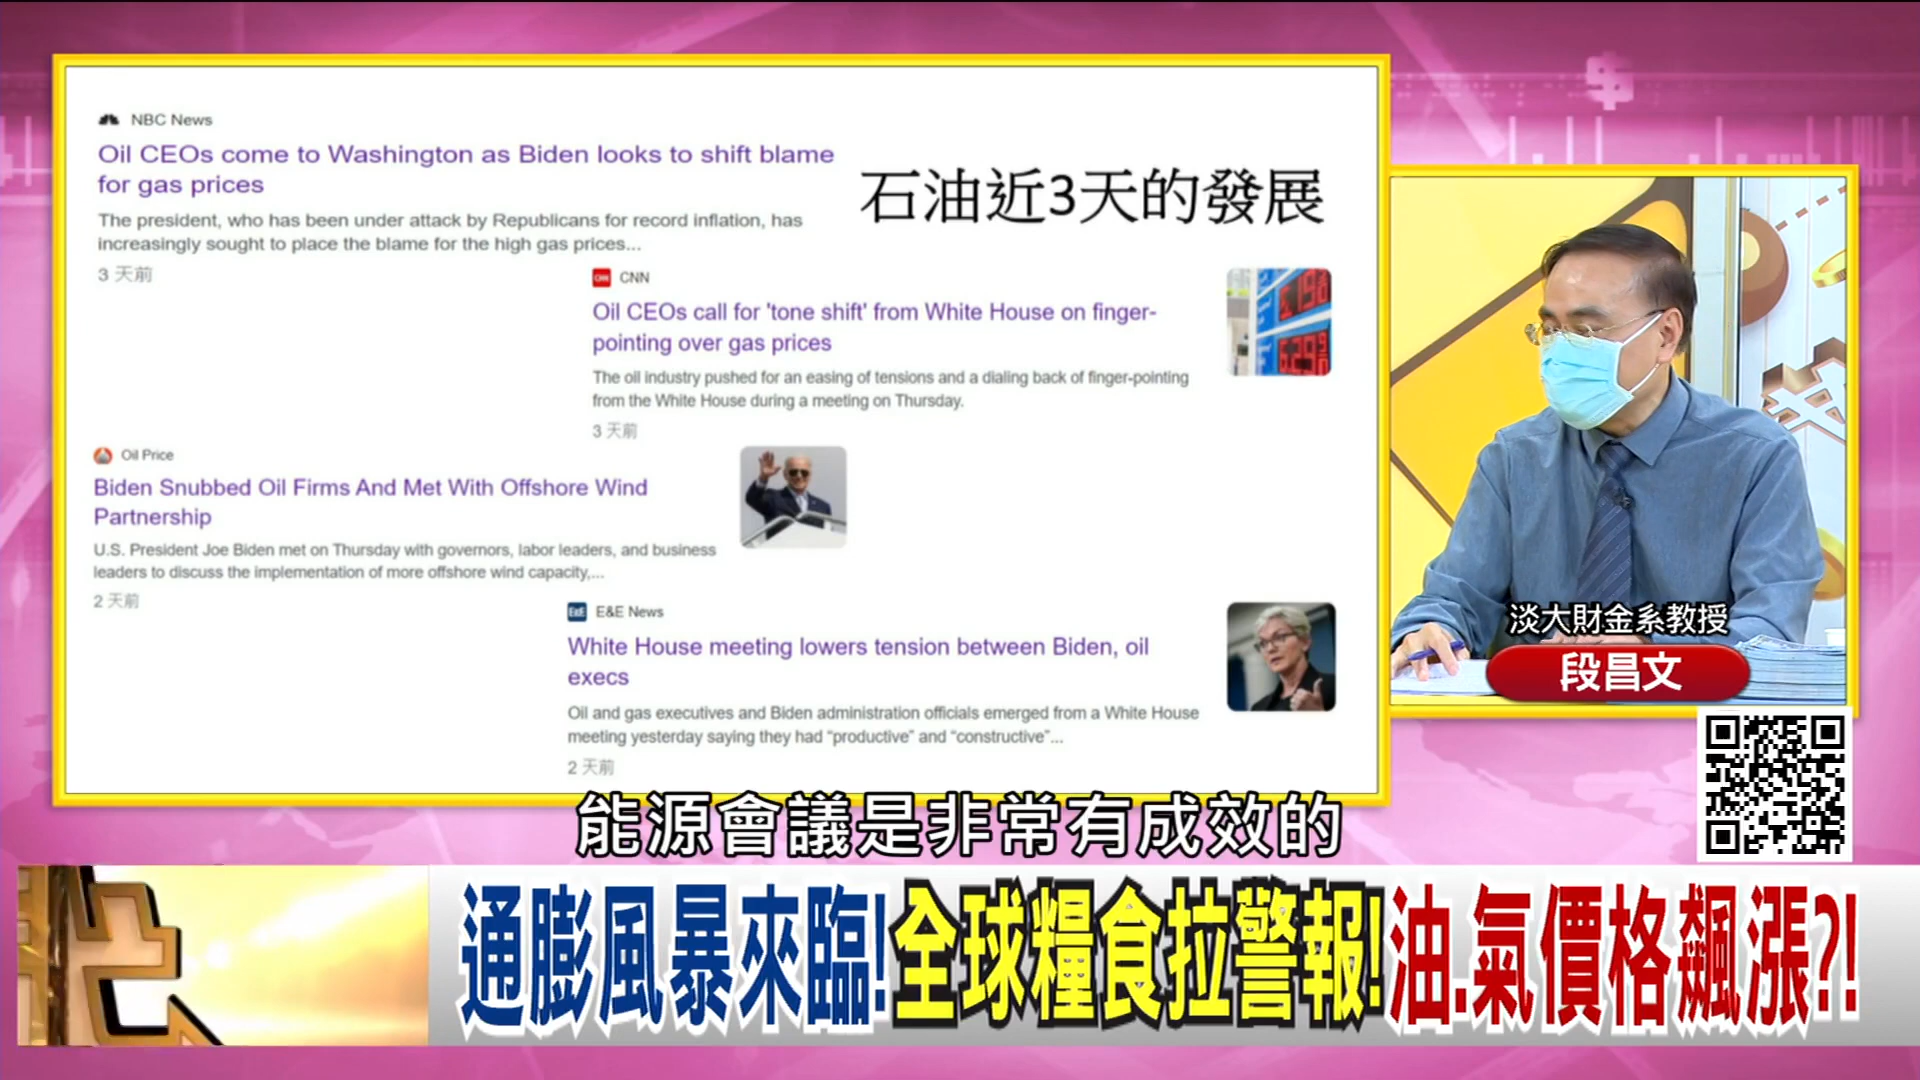 NBC News
Oil CEOs come to Washington as Biden looks to shift blame
for gas prices
The president, who has been under attack by Republicans for record inflation, has
increasingly sought to place the blame for the high gas prices...
3 天前
石油近3天的發展
CNN
Oil CEOs call for 'tone shift' from White House on finger-
pointing over gas prices
The oil industry pushed for an easing of tensions and a dialing back of finger-pointing
from the White House during a meeting on Thursday.
3 天前
Oil Price
Biden Snubbed Oil Firms And Met With Offshore Wind
Partnership
U.S. President Joe Biden met on Thursday with governors, labor leaders, and business
leaders to discuss the implementation of more offshore wind capacity,...
2 天前
E&E News
White House meeting lowers tension between Biden, oil
execs
Oil and gas executives and Biden administration officials emerged from a White House
meeting yesterday saying they had “productive” and “constructive”...
2 天前
淡大財金系教授
段昌文
能源會議是非常有成效的
通膨風暴來臨!全球糧食拉警報!油.氣價格飆漲?!